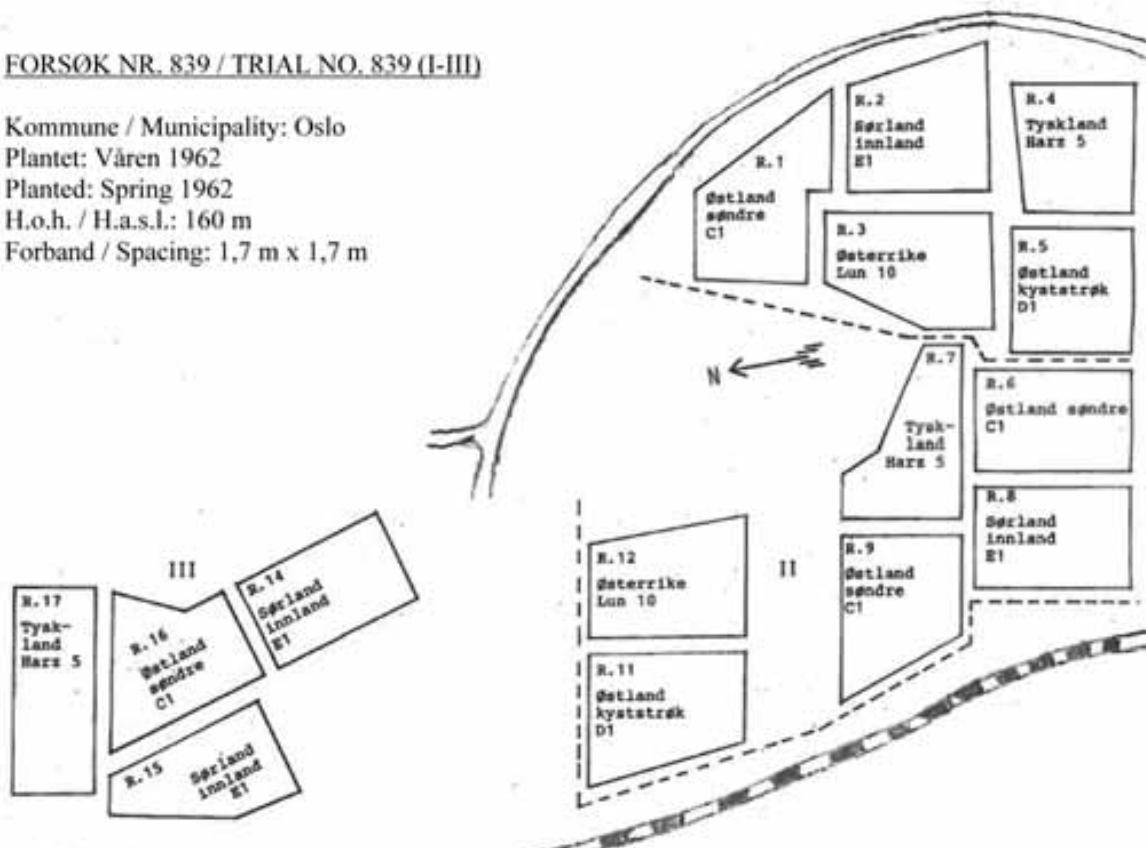 FORSØK NR. 839 / TRIAL NO. 839 (I-III)
Kommune / Municipality: Oslo
Plantet: Våren 1962
Planted: Spring 1962
H.o.h. / H.a.s.l.: 160 m
Forband / Spacing: 1,7 m x 1,7 m
R.1
Østland
søndre
C1
R.2
Sørland
innland
E1
R.4
Tyskland
Harz 5
R.3
Østerrike
Lun 10
R.5
Østland
kyststrøk
D1
N
R.7
Tysk-
land
Harz 5
R.6
Østland søndre
C1
R.8
Sørland
innland
E1
R.9
Østland
søndre
C1
II
R.12
Østerrike
Lun 10
R.11
Østland
kyststrøk
D1
III
R.14
Sørland
innland
E1
R.17
Tysk-
land
Harz 5
R.16
Østland
søndre
C1
R.15
Sørland
innland
E1